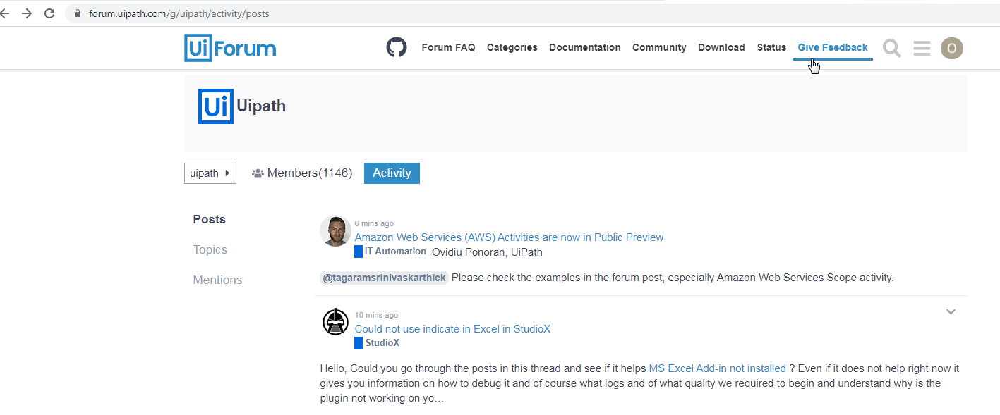 forum.uipath.com/g/uipath/activity/posts
Ui Forum
Forum FAQ Categories Documentation Community Download Status Give Feedback O
Ui Uipath
uipath Members(1146) Activity
Posts
Topics
Mentions
6 mins ago
Amazon Web Services (AWS) Activities are now in Public Preview
IT Automation Ovidiu Ponoran, UiPath
@tagaramsrinivaskarthick Please check the examples in the forum post, especially Amazon Web Services Scope activity.
10 mins ago
Could not use indicate in Excel in StudioX
StudioX
Hello, Could you go through the posts in this thread and see if it helps MS Excel Add-in not installed ? Even if it does not help right now it
gives you information on how to debug it and of course what logs and of what quality we required to begin and understand why is the
plugin not working on yo…